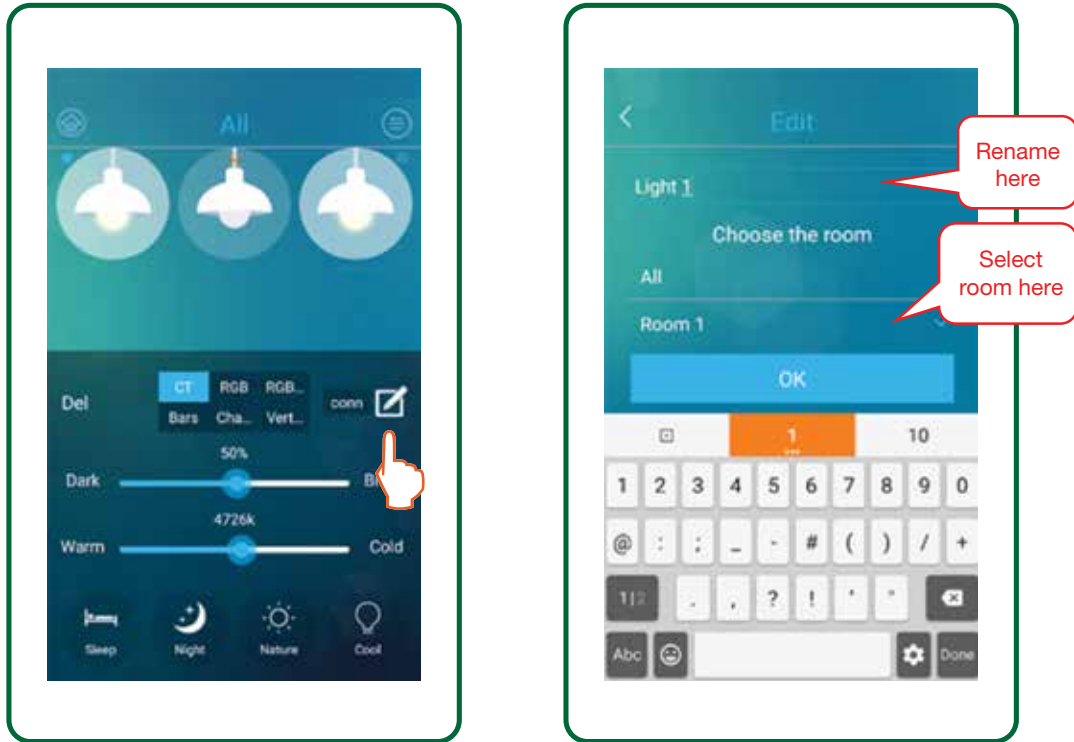 All
Del
CT RGB RGB...
Bars Cha... Vert...
conn
50%
Dark
4726k
Warm Cold
Sleep Night Nature Cool
Edit
Rename
here
Light 1
Choose the room
Select
room here
All
Room 1
OK
1 10
1 2 3 4 5 6 7 8 9 0
@ : ; _ - # ( ) / +
1|2 . , ? ! ' "
Abc Done